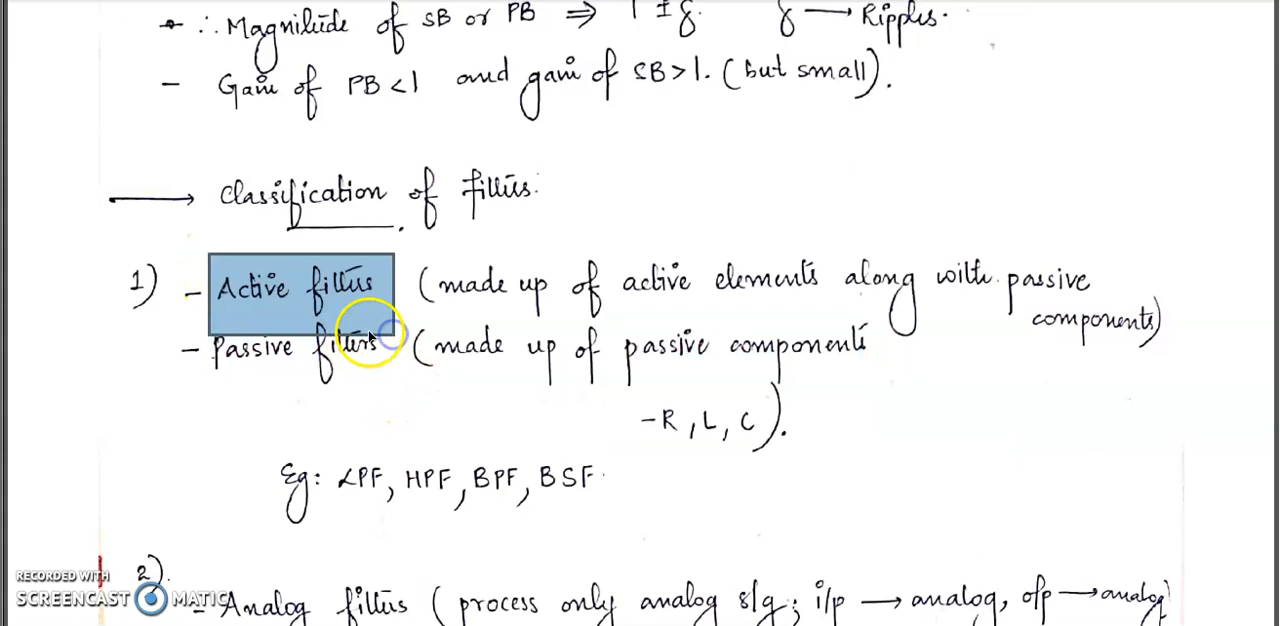 ∴ Magnitude of SB or PB ⇒ 1 ± δ. δ → Ripples.
- Gain of PB < 1 and gain of SB > 1. (but small).
→ Classification of filters.
1) - Active filters (made up of active elements along with passive components)
- Passive filters (made up of passive components
- R, L, C).
Eg: LPF, HPF, BPF, BSF.
2).
- Analog filters (process only analog s/g; i/p → analog, o/p → analog)
RECORDED WITH
SCREENCAST MATIC